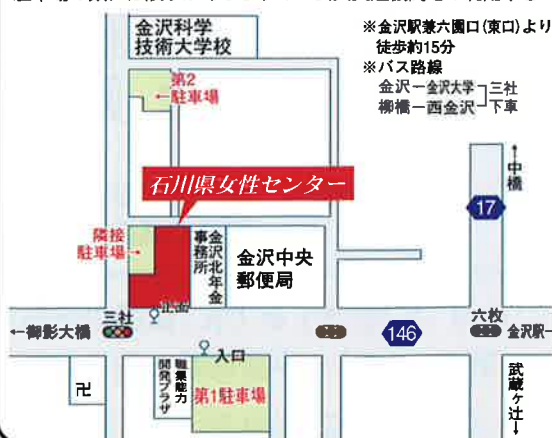 金沢科学
技術大学校
※金沢駅兼六園口(東口)より
徒歩約15分
※バス路線
金沢ー金沢大学
柳橋ー西金沢
三社
下車
第2
←駐車場
石川県女性センター
↑中橋
17
隣接
駐車場→
金沢北年金
事務所
金沢中央
郵便局
正面
三社
←御影大橋
146
六枚
金沢駅→
入口
卍
職業能力
開発プラザ
第1駐車場
武蔵ヶ辻↓